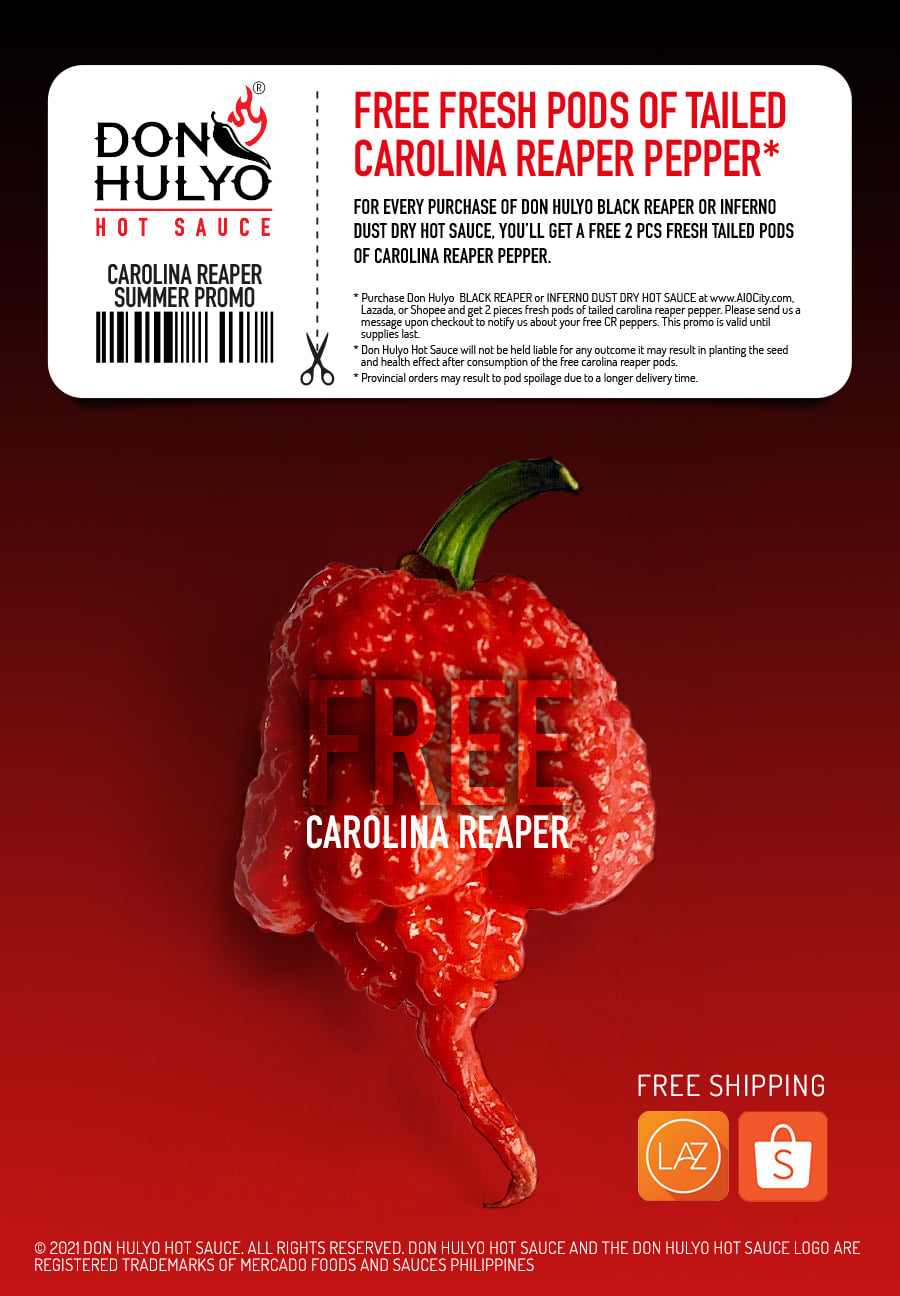 DON
HULYO
®
HOT SAUCE
CAROLINA REAPER
SUMMER PROMO
FREE FRESH PODS OF TAILED
CAROLINA REAPER PEPPER*
FOR EVERY PURCHASE OF DON HULYO BLACK REAPER OR INFERNO
DUST DRY HOT SAUCE, YOU'LL GET A FREE 2 PCS FRESH TAILED PODS
OF CAROLINA REAPER PEPPER.
* Purchase Don Hulyo BLACK REAPER or INFERNO DUST DRY HOT SAUCE at www.AIOCity.com,
Lazada, or Shopee and get 2 pieces fresh pods of tailed carolina reaper pepper. Please send us a
message upon checkout to notify us about your free CR peppers. This promo is valid until
supplies last.
* Don Hulyo Hot Sauce will not be held liable for any outcome it may result in planting the seed
and health effect after consumption of the free carolina reaper pods.
* Provincial orders may result to pod spoilage due to a longer delivery time.
FREE
CAROLINA REAPER
FREE SHIPPING
LAZ
S
© 2021 DON HULYO HOT SAUCE. ALL RIGHTS RESERVED. DON HULYO HOT SAUCE AND THE DON HULYO HOT SAUCE LOGO ARE
REGISTERED TRADEMARKS OF MERCADO FOODS AND SAUCES PHILIPPINES